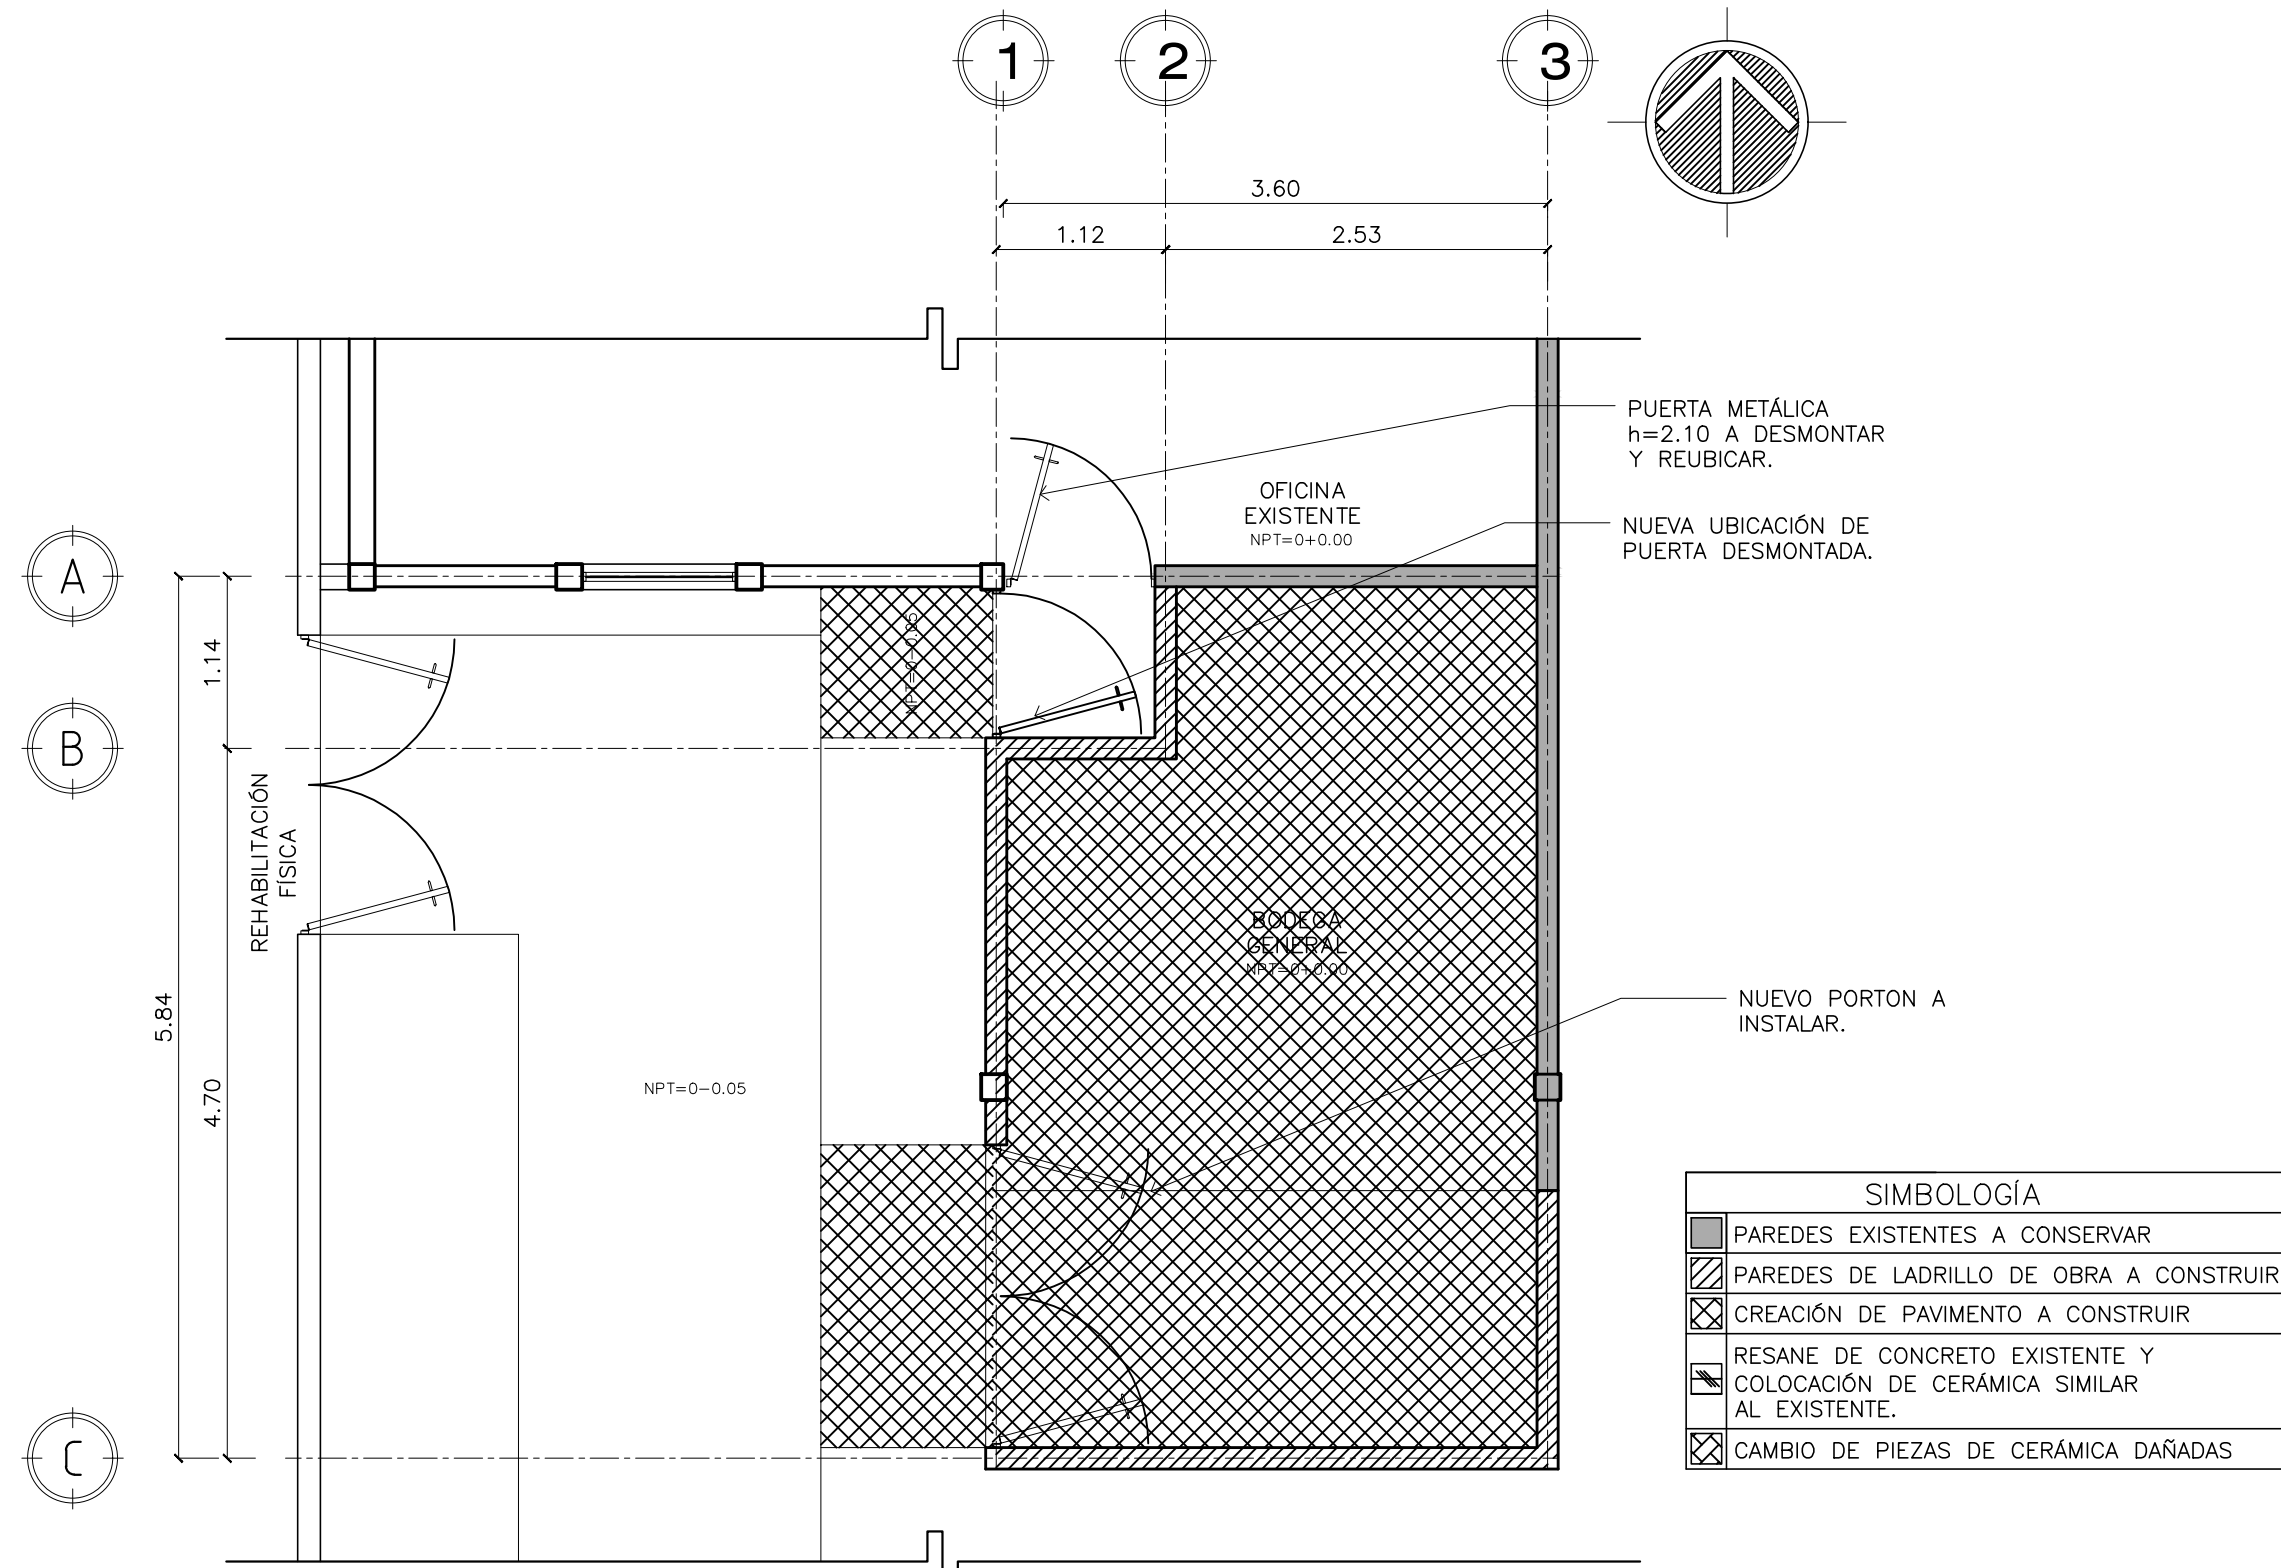 1
2
3
3.60
1.12
2.53
PUERTA METÁLICA
h=2.10 A DESMONTAR
Y REUBICAR.
OFICINA
EXISTENTE
NPT=0+0.00
NUEVA UBICACIÓN DE
PUERTA DESMONTADA.
A
1.14
NPT=0-0.05
B
REHABILITACIÓN
FÍSICA
BODEGA
GENERAL
NPT=0+0.00
5.84
NUEVO PORTON A
INSTALAR.
4.70
NPT=0-0.05
C
SIMBOLOGÍA
PAREDES EXISTENTES A CONSERVAR
PAREDES DE LADRILLO DE OBRA A CONSTRUIR
CREACIÓN DE PAVIMENTO A CONSTRUIR
RESANE DE CONCRETO EXISTENTE Y
COLOCACIÓN DE CERÁMICA SIMILAR
AL EXISTENTE.
CAMBIO DE PIEZAS DE CERÁMICA DAÑADAS